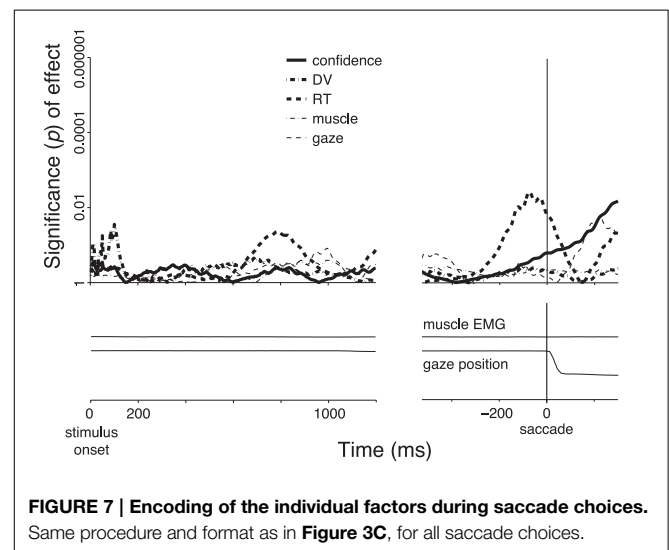 Significance (p) of effect
0.000001
0.0001
0.01
1
confidence
DV
RT
muscle
gaze
muscle EMG
gaze position
0
200
1000
−200
0
stimulus
onset
saccade
Time (ms)
FIGURE 7 | Encoding of the individual factors during saccade choices.
Same procedure and format as in Figure 3C, for all saccade choices.